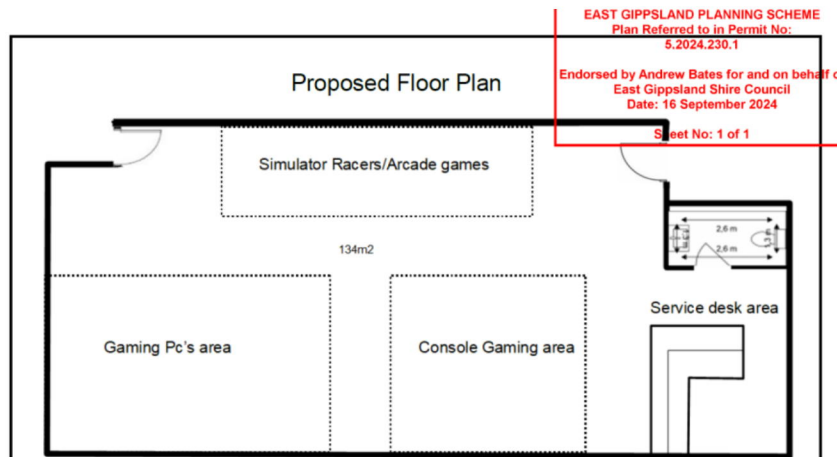 EAST GIPPSLAND PLANNING SCHEME
Plan Referred to in Permit No:
5.2024.230.1
Endorsed by Andrew Bates for and on behalf
East Gippsland Shire Council
Date: 16 September 2024
Sheet No: 1 of 1
Proposed Floor Plan
Simulator Racers/Arcade games
2,6 m
1,3 m
2,6 m
134m2
Service desk area
Gaming Pc's area
Console Gaming area